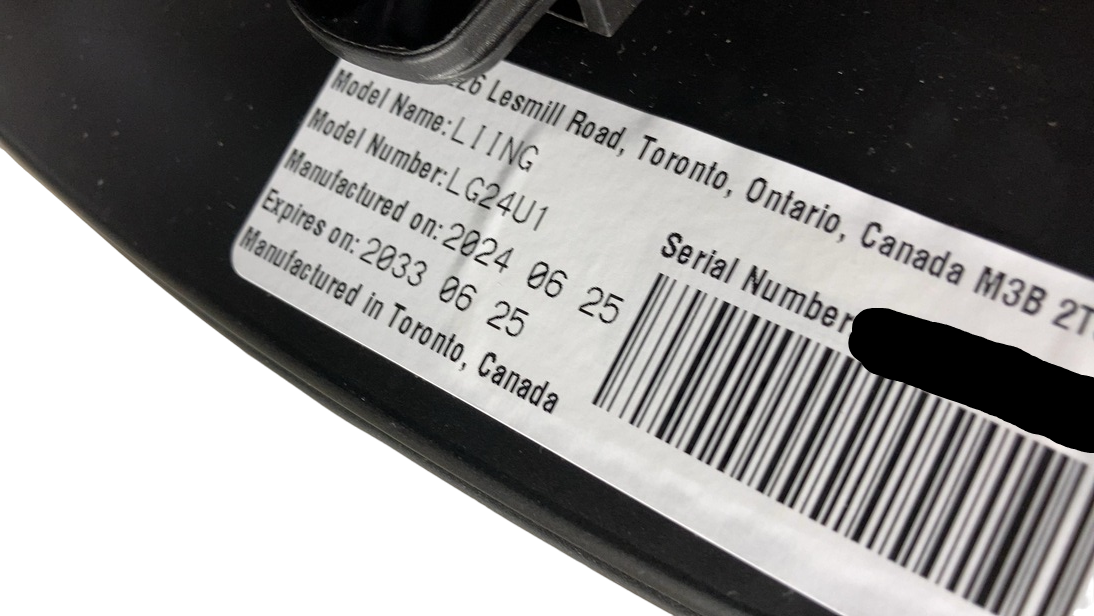 26 Lesmill Road, Toronto, Ontario, Canada M3B 2T
Model Name: LIING
Model Number: LG24U1
Manufactured on: 2024 06 25
Expires on: 2033 06 25
Manufactured in Toronto, Canada
Serial Number